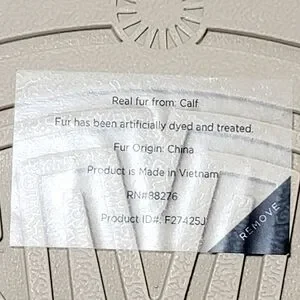 Real fur from: Calf
Fur has been artificially dyed and treated.
Fur Origin: China
Product is Made in Vietnam
RN#88276
Product ID#: F27425J
REMOVE